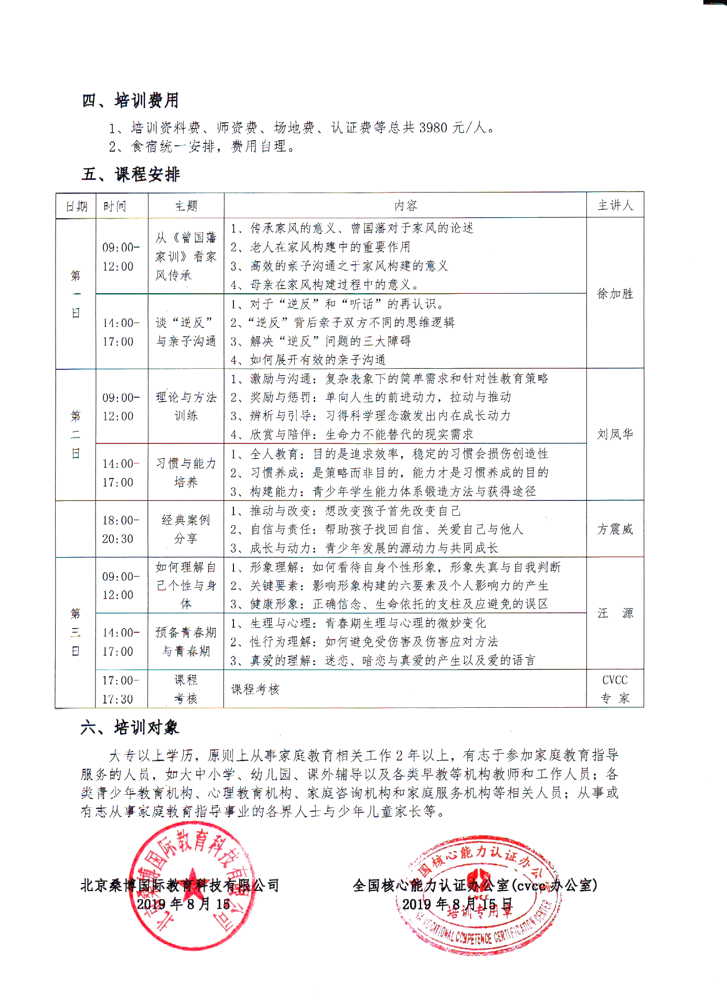 四、培训费用
1、培训资料费、师资费、场地费、认证费等总共 3980 元/人。
2、食宿统一安排，费用自理。
五、课程安排
日期 时间 主题 内容 主讲人
第一日
09:00-
12:00
从《曾国藩
家训》看家
风传承
1、传承家风的意义、曾国藩对于家风的论述
2、老人在家风构建中的重要作用
3、高效的亲子沟通之于家风构建的意义
4、母亲在家风构建过程中的意义。
徐加胜
14:00-
17:00
谈“逆反”
与亲子沟通
1、对于“逆反”和“听话”的再认识。
2、“逆反”背后亲子双方不同的思维逻辑
3、解决“逆反”问题的三大障碍
4、如何展开有效的亲子沟通
第二日
09:00-
12:00
理论与方法
训练
1、激励与沟通：复杂表象下的简单需求和针对性教育策略
2、奖励与惩罚：单向人生的前进动力，拉动与推动
3、辨析与引导：习得科学理念激发出内在成长动力
4、欣赏与陪伴：生命力不能替代的现实需求
刘凤华
14:00-
17:00
习惯与能力
培养
1、全人教育：目的是追求效率，稳定的习惯会损伤创造性
2、习惯养成：是策略而非目的，能力才是习惯养成的目的
3、构建能力：青少年学生能力体系锻造方法与获得途径
18:00-
20:30
经典案例
分享
1、推动与改变：想改变孩子首先改变自己
2、自信与责任：帮助孩子找回自信、关爱自己与他人
3、成长与动力：青少年发展的源动力与共同成长
方震威
第三日
09:00-
12:00
如何理解自
己个性与身
体
1、形象理解：如何看待自身个性形象，形象失真与自我判断
2、关键要素：影响形象构建的六要素及个人影响力的产生
3、健康形象：正确信念、生命依托的支柱及应避免的误区
汪 源
14:00-
17:00
预备青春期
与青春期
1、生理与心理：青春期生理与心理的微妙变化
2、性行为理解：如何避免受伤害及伤害应对方法
3、真爱的理解：迷恋、暗恋与真爱的产生以及爱的语言
17:00-
17:30
课程
考核
课程考核
CVCC
专 家
六、培训对象
大专以上学历，原则上从事家庭教育相关工作 2 年以上，有志于参加家庭教育指导
服务的人员，如大中小学、幼儿园、课外辅导以及各类早教等机构教师和工作人员；各
类青少年教育机构、心理教育机构、家庭咨询机构和家庭服务机构等相关人员；从事或
有志从事家庭教育指导事业的各界人士与少年儿童家长等。
北京桑博国际教育科技有限公司
2019 年 8 月 15
北京桑博国际教育科技有限公司
全国核心能力认证办公室(cvcc 办公室)
2019 年 8 月 15 日
全国核心能力认证办公室
CVCC
培训专用章
VOCATIONAL COMPETENCE CERTIFICATION CENTER